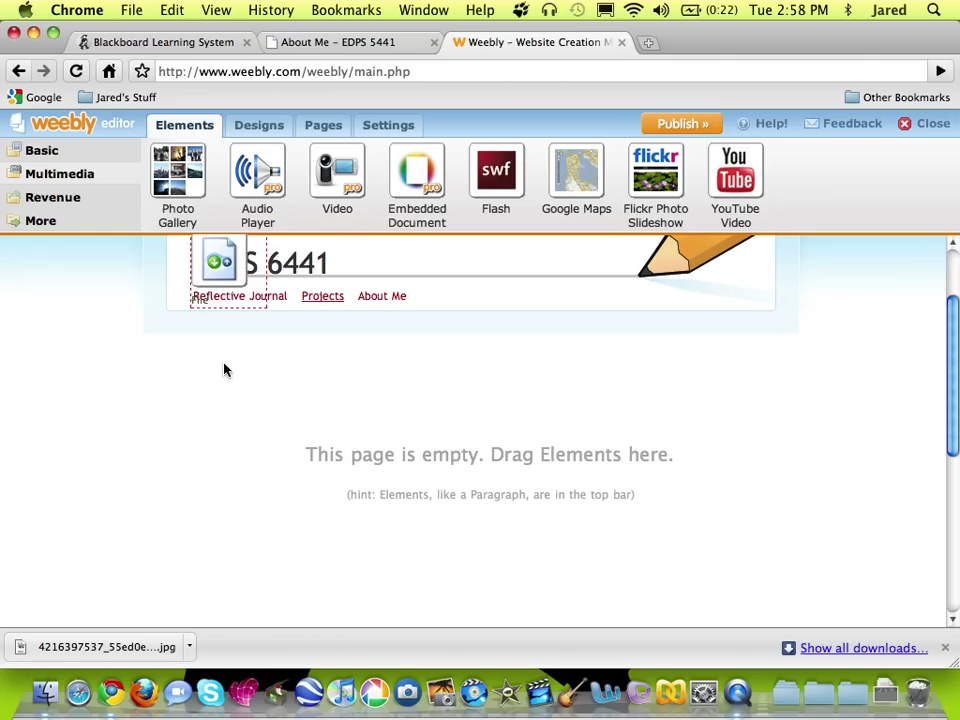 Chrome File Edit View History Bookmarks Window Help (0:22) Tue 2:58 PM Jared
Blackboard Learning System About Me – EDPS 5441 Weebly – Website Creation M
http://www.weebly.com/weebly/main.php
Google Jared's Stuff Other Bookmarks
weebly editor Elements Designs Pages Settings Publish » Help! Feedback Close
Basic
Multimedia
Revenue
More
Photo Gallery
pro
Audio Player
pro
Video
pro
Embedded Document
swf
Flash
Google Maps
flickr
Flickr Photo Slideshow
You Tube
YouTube Video
S 6441
File
Reflective Journal Projects About Me
This page is empty. Drag Elements here.
(hint: Elements, like a Paragraph, are in the top bar)
4216397537_55ed0e....jpg Show all downloads...